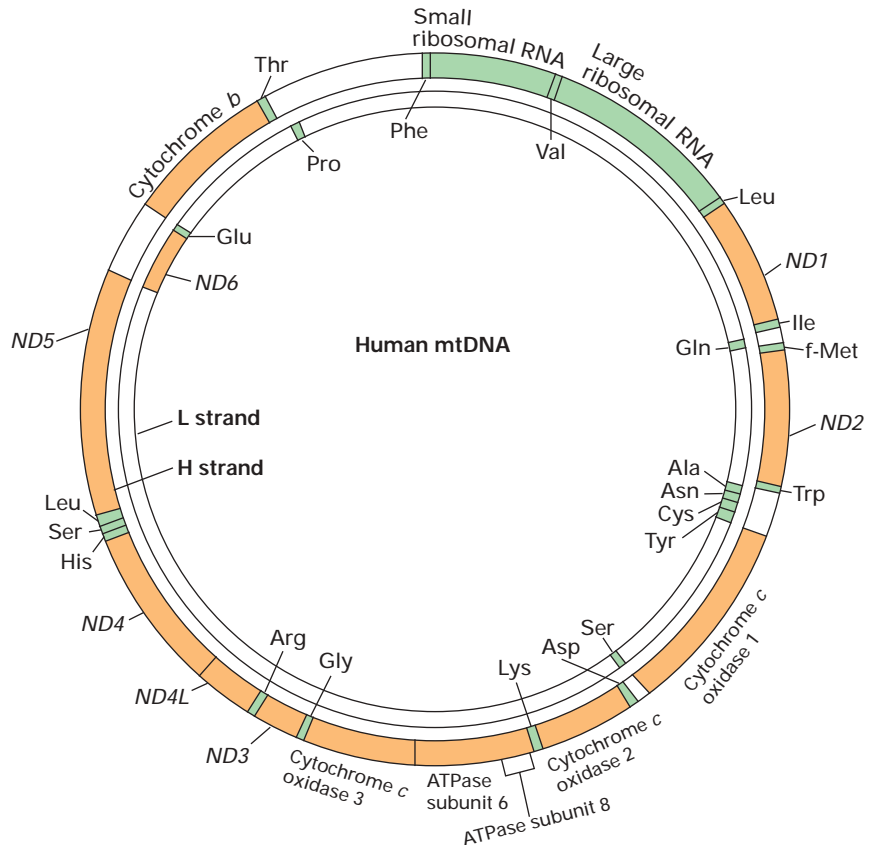 Small
ribosomal RNA
Large
ribosomal RNA
Thr
Phe
Val
Pro
Cytochrome b
Leu
Glu
ND1
ND6
Ile
ND5
Human mtDNA
Gln
f-Met
L strand
ND2
H strand
Ala
Asn
Trp
Cys
Leu
Ser
Tyr
His
Cytochrome c
oxidase 1
ND4
Arg
Gly
Ser
Asp
Lys
ND4L
ND3
Cytochrome c
oxidase 3
ATPase
subunit 6
Cytochrome c
oxidase 2
ATPase subunit 8